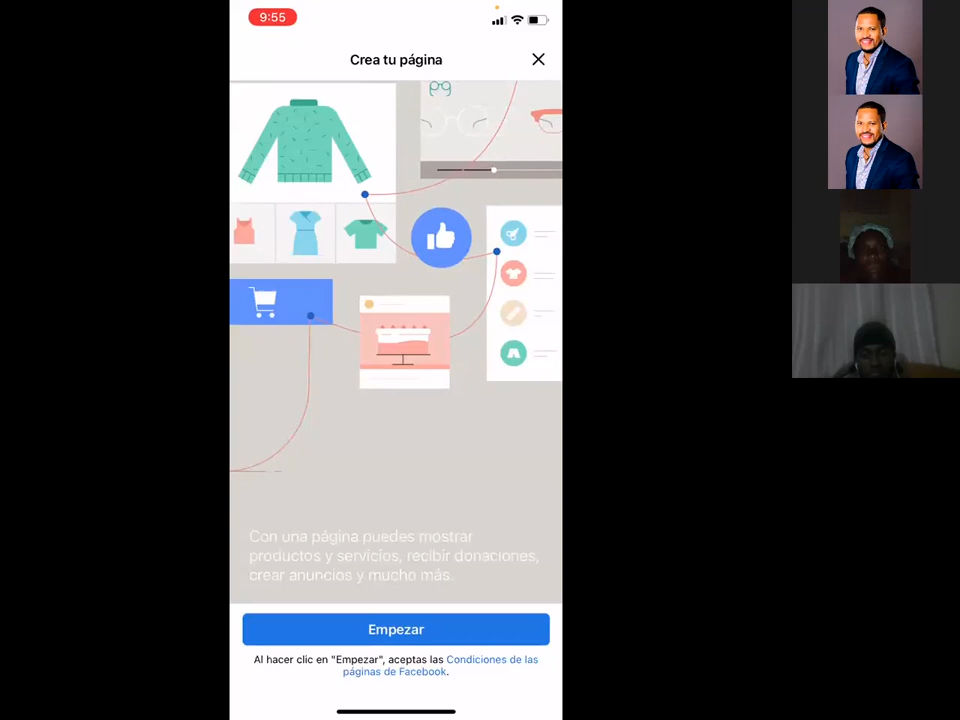 9:55
Crea tu página
Con una página puedes mostrar
productos y servicios, recibir donaciones,
crear anuncios y mucho más.
Empezar
Al hacer clic en "Empezar", aceptas las Condiciones de las
páginas de Facebook.